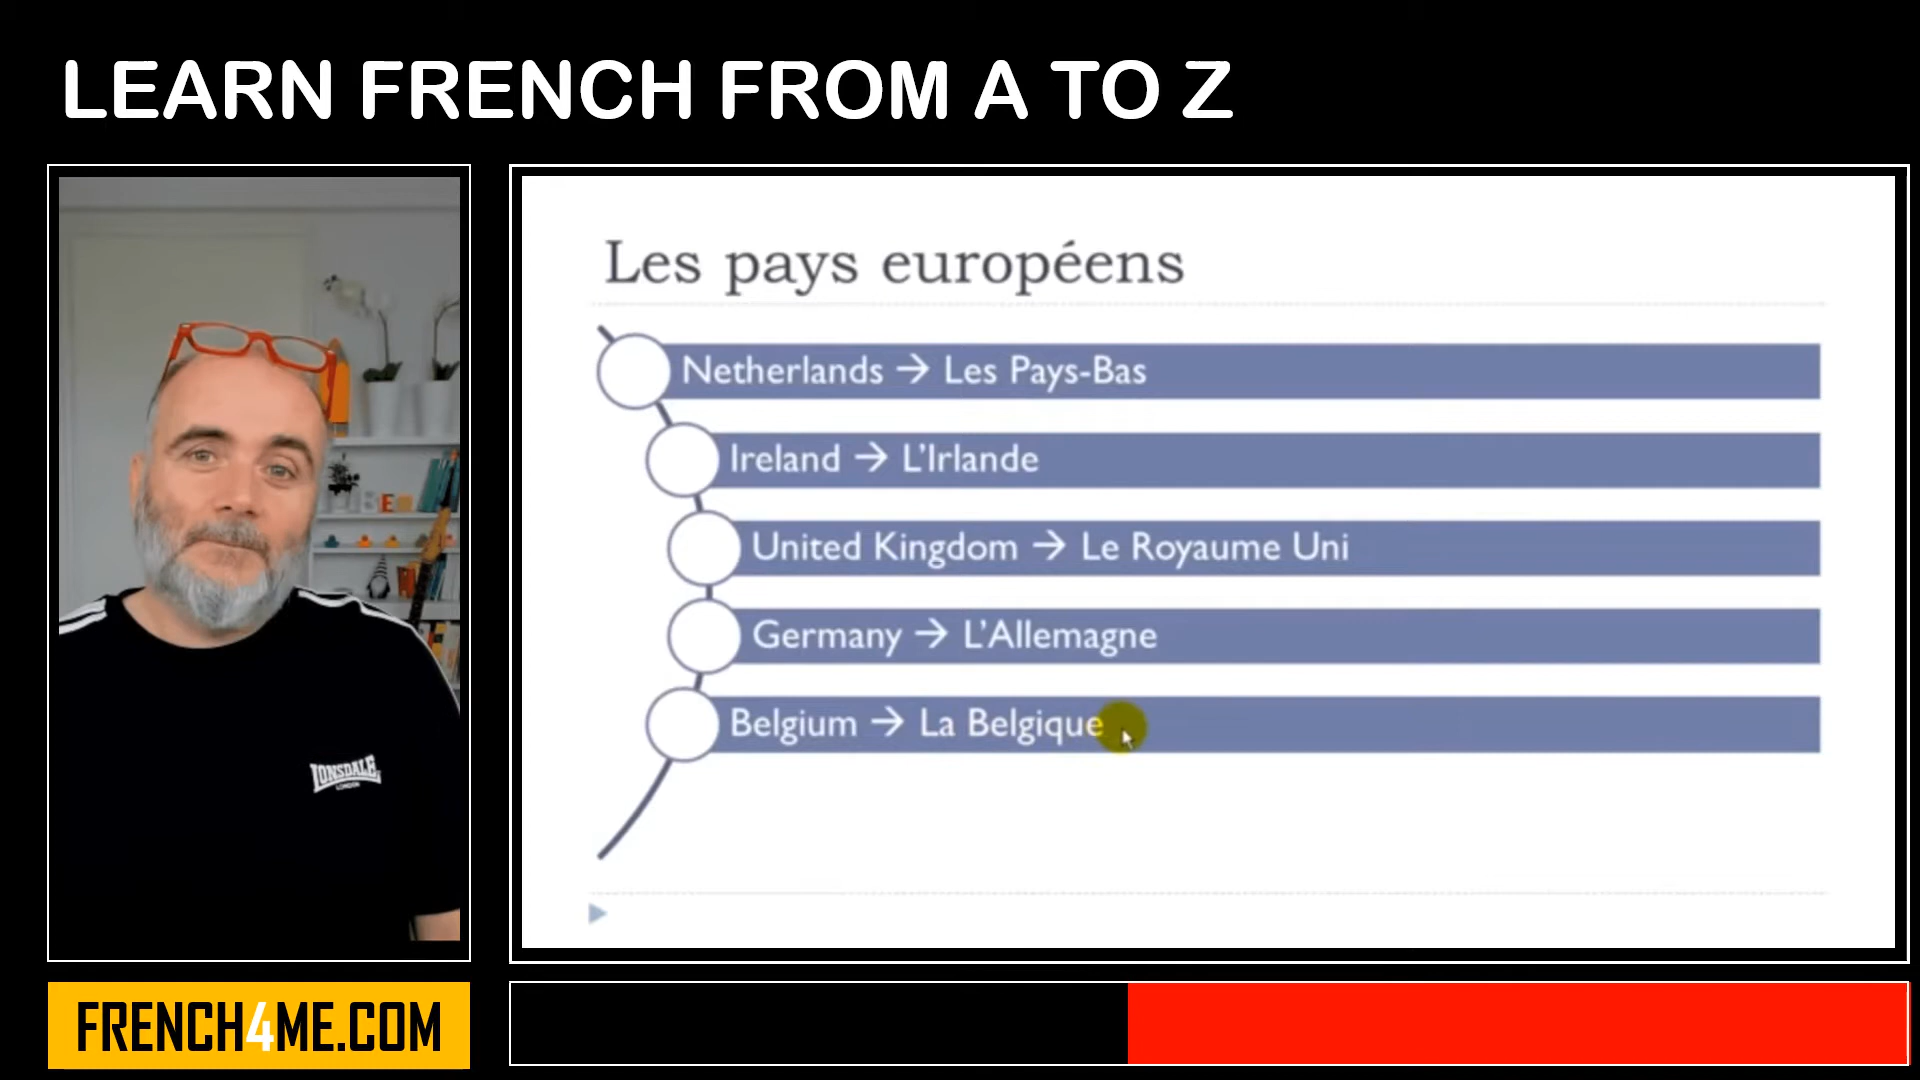 LEARN FRENCH FROM A TO Z
Les pays européens
Netherlands → Les Pays-Bas
Ireland → L'Irlande
United Kingdom → Le Royaume Uni
Germany → L'Allemagne
Belgium → La Belgique
LONSDALE
LONDON
FRENCH4ME.COM